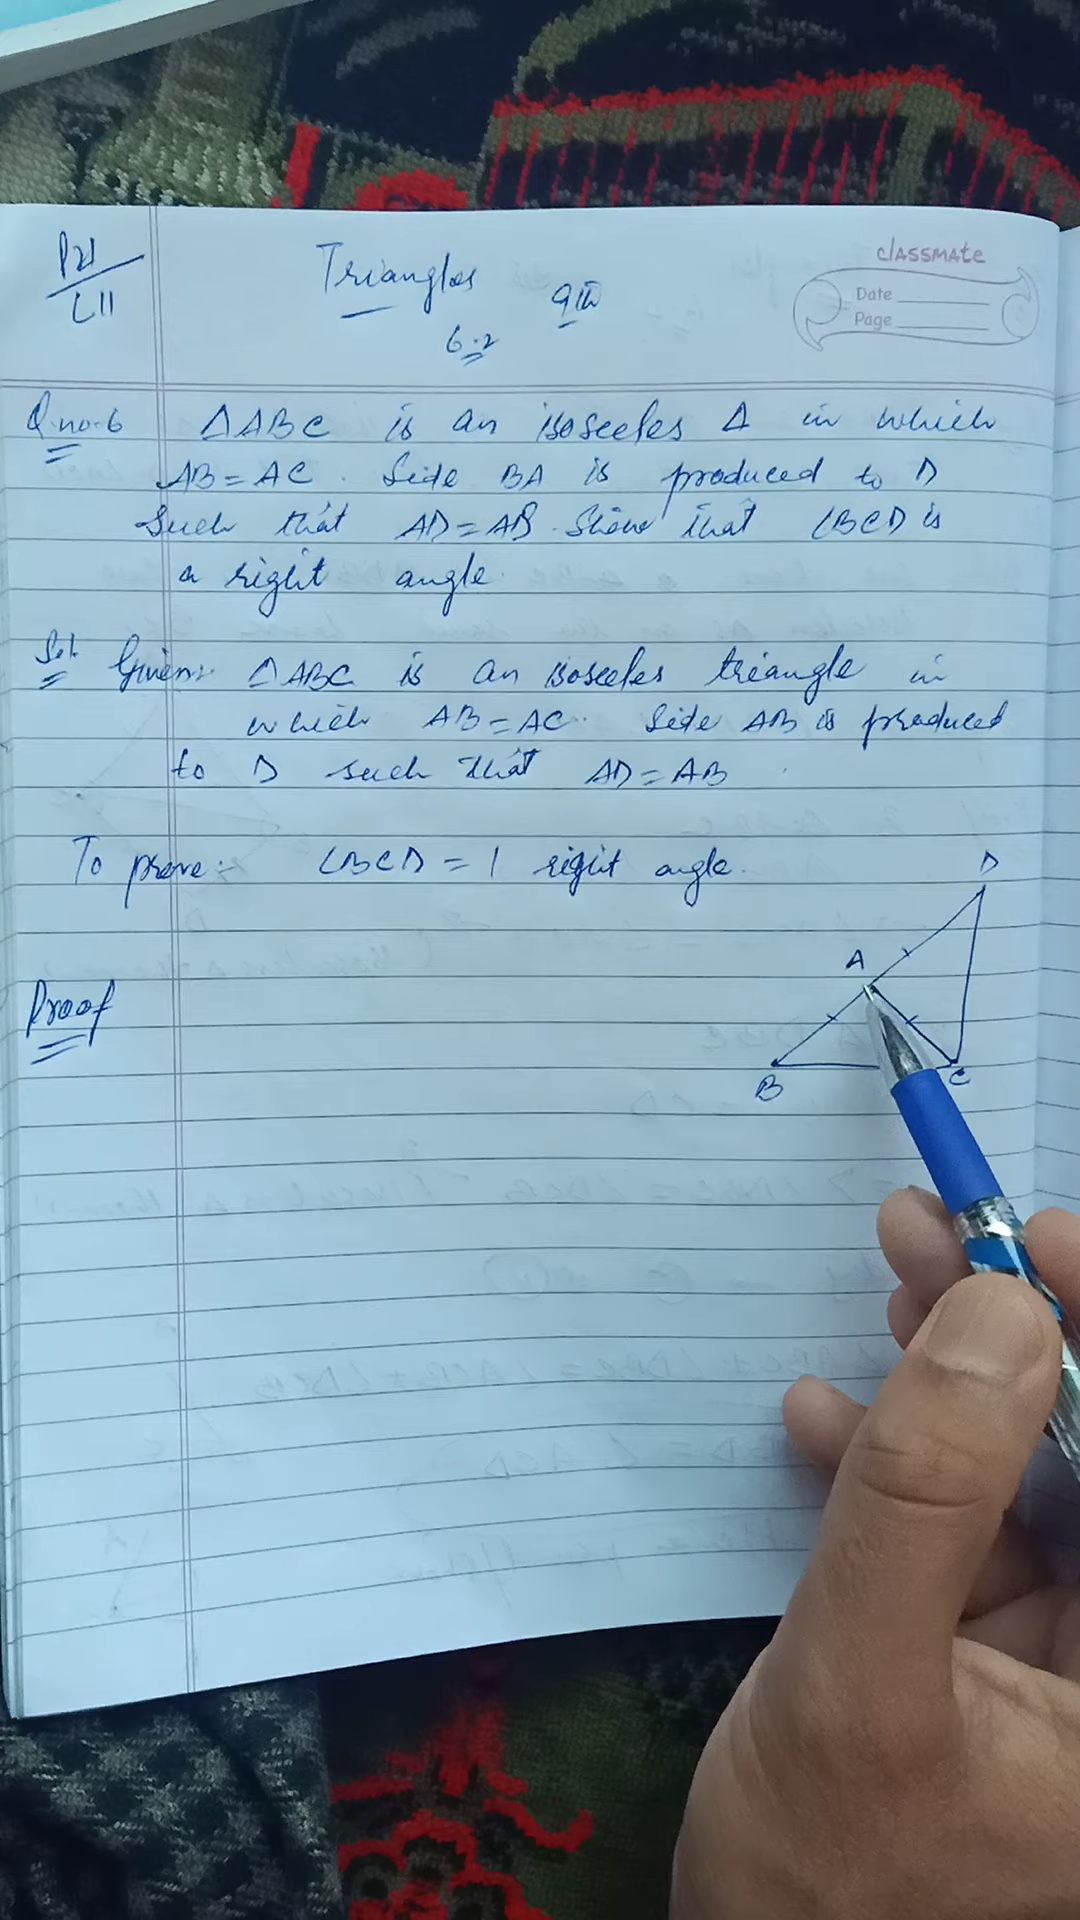 P21
L11
Triangles 9th
6.2
classmate
Date
Page
Q.no.6 ΔABC is an isosceles Δ in which
AB = AC. Side BA is produced to D
Such that AD = AB. Show that ∠BCD is
a right angle.
Sol. Given:- ΔABC is an isosceles triangle in
which AB = AC. Side AB is produced
to D such that AD = AB
To prove:- ∠BCD = 1 right angle.
D
A
Proof
B C